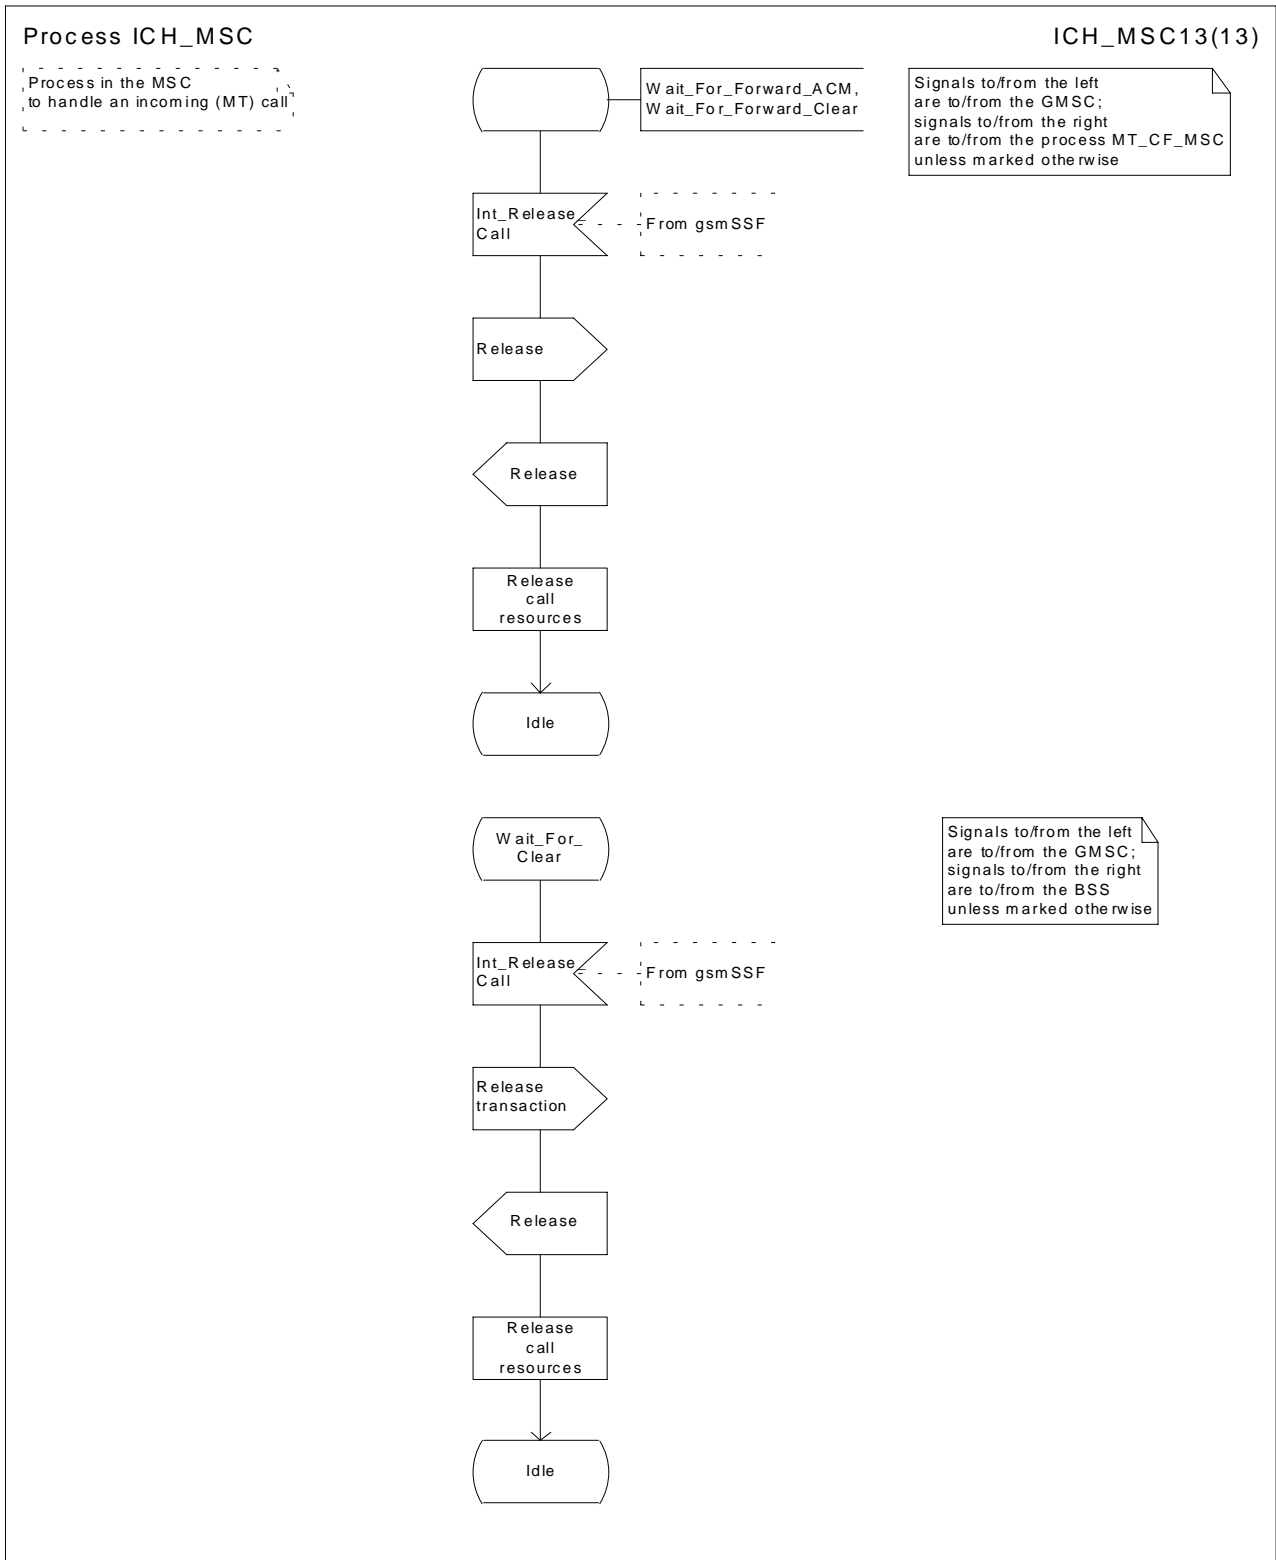 Process ICH_MSC
ICH_MSC13(13)
Process in the MSC
to handle an incoming (MT) call
Wait_For_Forward_ACM,
Wait_For_Forward_Clear
Signals to/from the left
are to/from the GMSC;
signals to/from the right
are to/from the process MT_CF_MSC
unless marked otherwise
Int_Release_
Call
From gsmSSF
Release
Release
Release
call
resources
Idle
Wait_For_
Clear
Signals to/from the left
are to/from the GMSC;
signals to/from the right
are to/from the BSS
unless marked otherwise
Int_Release_
Call
From gsmSSF
Release
transaction
Release
Release
call
resources
Idle